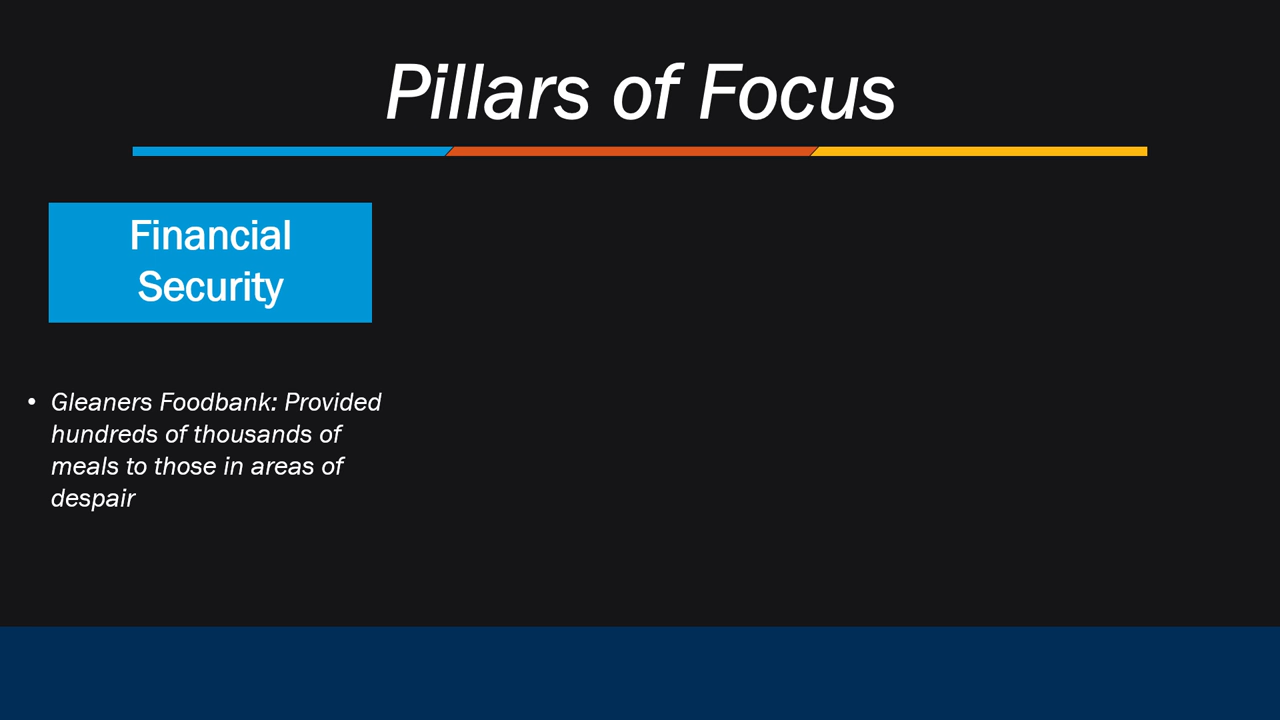 Pillars of Focus
Financial
Security
• Gleaners Foodbank: Provided
hundreds of thousands of
meals to those in areas of
despair